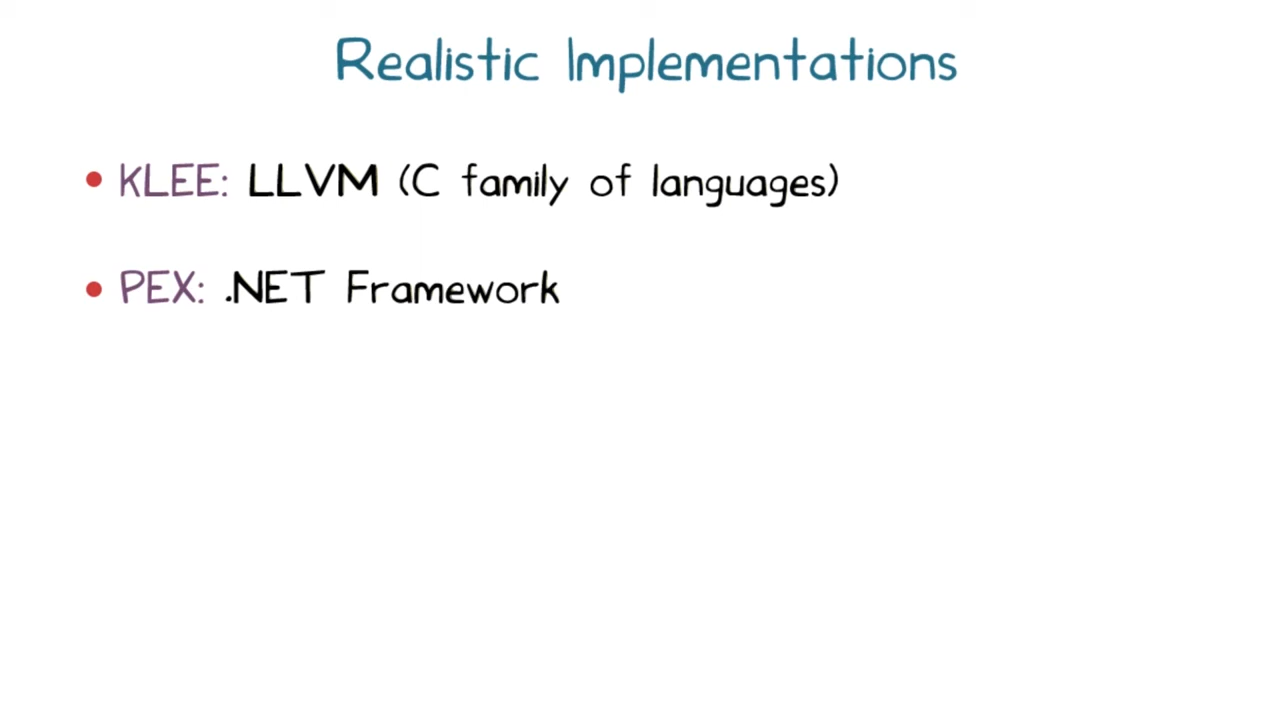 Realistic Implementations
• KLEE: LLVM (C family of languages)
• PEX: .NET Framework